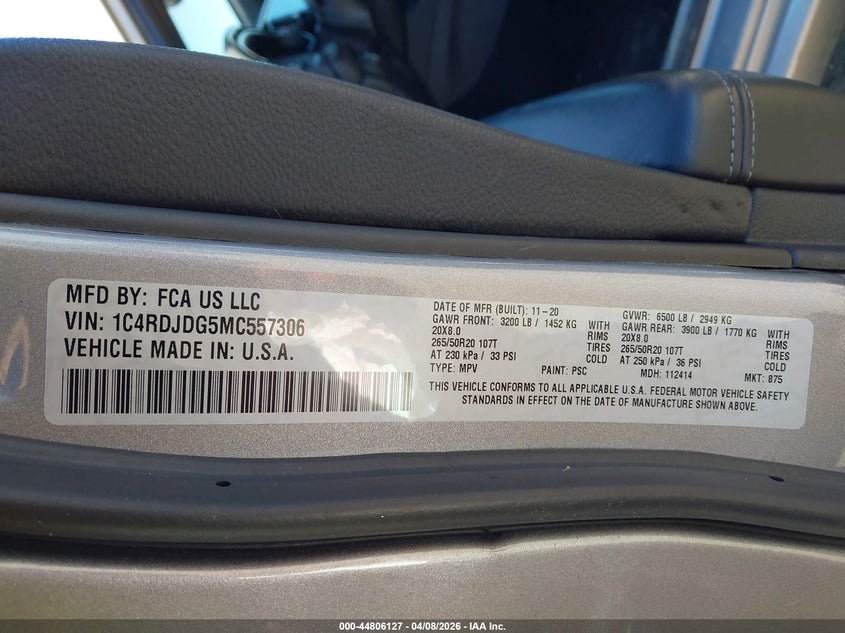 MFD BY: FCA US LLC
VIN: 1C4RDJDG5MC557306
VEHICLE MADE IN: U.S.A.
DATE OF MFR (BUILT): 11-20 GVWR: 6500 LB / 2949 KG
GAWR FRONT: 3200 LB / 1452 KG WITH GAWR REAR: 3900 LB / 1770 KG WITH
20X8.0 RIMS 20X8.0 RIMS
265/50R20 107T TIRES 265/50R20 107T TIRES
AT 230 kPa / 33 PSI COLD AT 250 kPa / 36 PSI COLD
TYPE: MPV PAINT: PSC MDH: 112414 MKT: 875
THIS VEHICLE CONFORMS TO ALL APPLICABLE U.S.A. FEDERAL MOTOR VEHICLE SAFETY
STANDARDS IN EFFECT ON THE DATE OF MANUFACTURE SHOWN ABOVE.
000-44806127 - 04/08/2026 - IAA Inc.